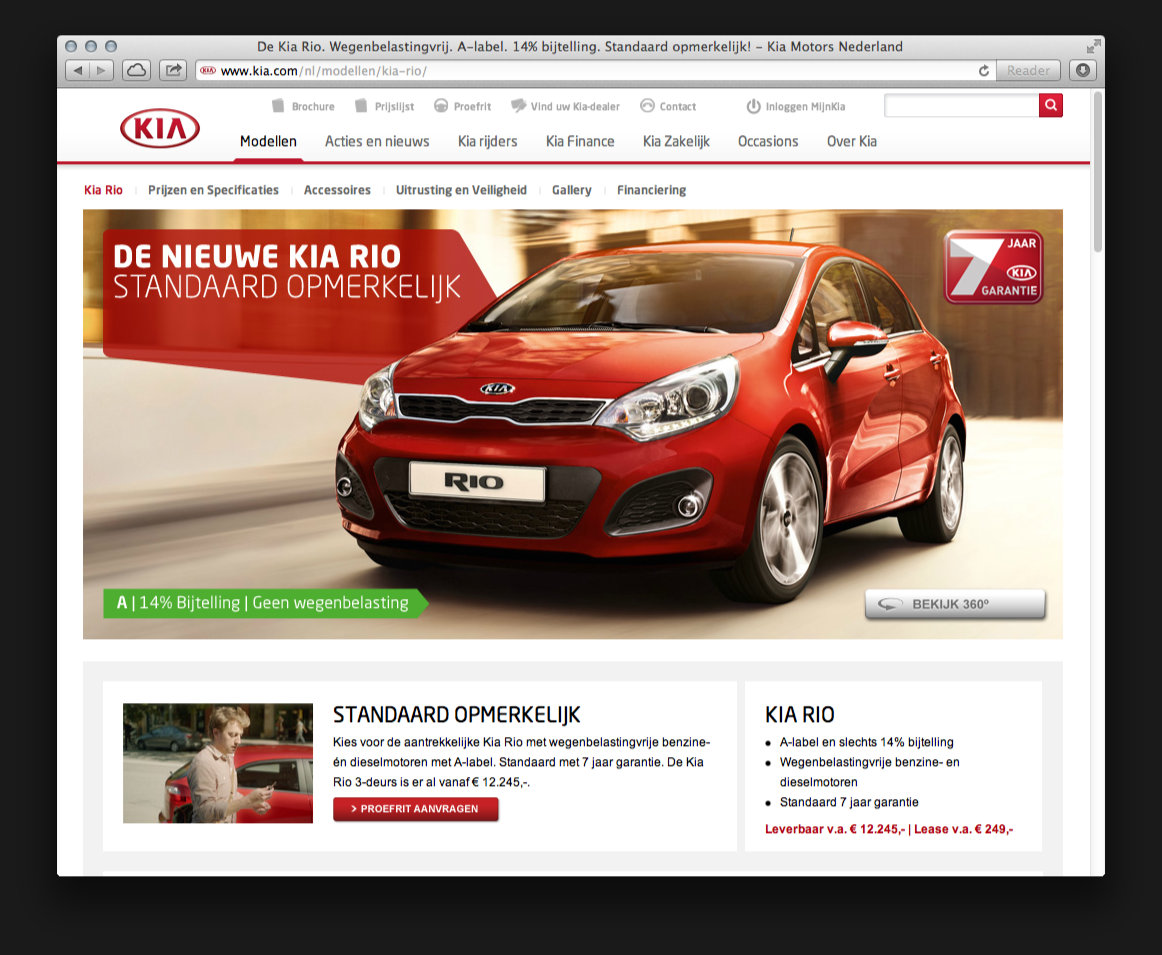 De Kia Rio. Wegenbelastingvrij. A-label. 14% bijtelling. Standaard opmerkelijk! – Kia Motors Nederland
KIA www.kia.com/nl/modellen/kia-rio/
Reader
Brochure Prijslijst Proefrit Vind uw Kia-dealer Contact Inloggen MijnKia
KIA
Modellen Acties en nieuws Kia rijders Kia Finance Kia Zakelijk Occasions Over Kia
Kia Rio Prijzen en Specificaties Accessoires Uitrusting en Veiligheid Gallery Financiering
DE NIEUWE KIA RIO
STANDAARD OPMERKELIJK
7 JAAR
KIA
GARANTIE
KIA
RIO
A | 14% Bijtelling | Geen wegenbelasting
BEKIJK 360º
STANDAARD OPMERKELIJK
Kies voor de aantrekkelijke Kia Rio met wegenbelastingvrije benzine-
én dieselmotoren met A-label. Standaard met 7 jaar garantie. De Kia
Rio 3-deurs is er al vanaf € 12.245,-.
> PROEFRIT AANVRAGEN
KIA RIO
• A-label en slechts 14% bijtelling
• Wegenbelastingvrije benzine- en
dieselmotoren
• Standaard 7 jaar garantie
Leverbaar v.a. € 12.245,- | Lease v.a. € 249,-